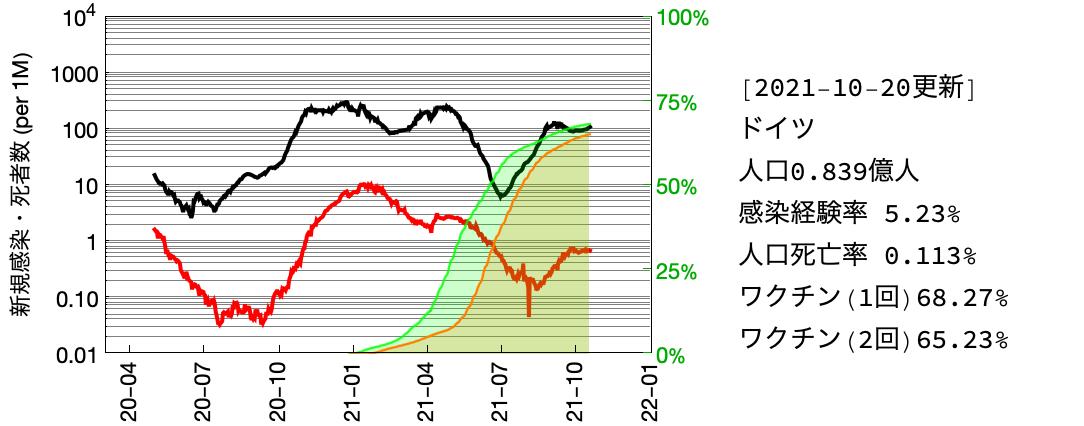 新規感染・死者数 (per 1M)
10^4
1000
100
10
1
0.10
0.01
100%
75%
50%
25%
0%
20-04
20-07
20-10
21-01
21-04
21-07
21-10
22-01
[2021-10-20更新]
ドイツ
人口0.839億人
感染経験率 5.23%
人口死亡率 0.113%
ワクチン(1回)68.27%
ワクチン(2回)65.23%